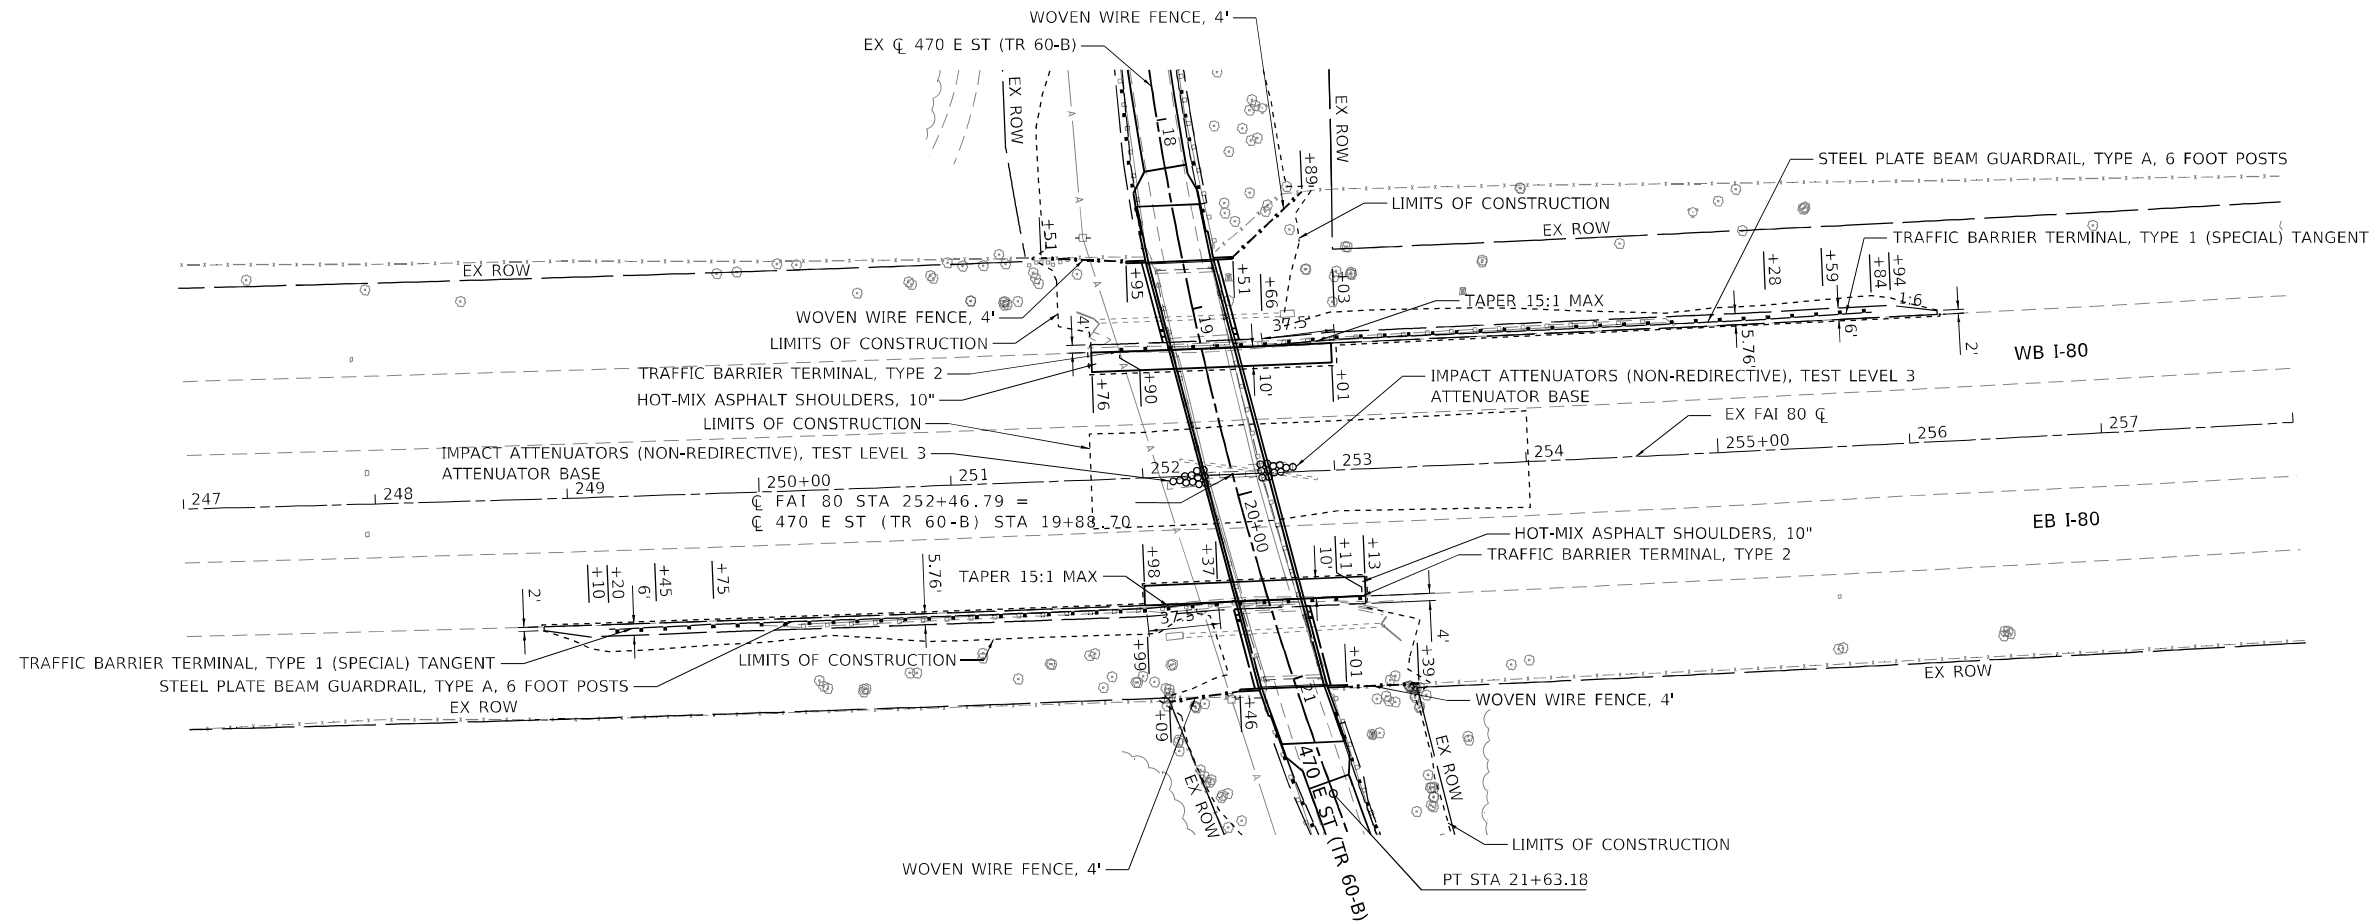 WOVEN WIRE FENCE, 4'
EX ℄ 470 E ST (TR 60-B)
EX ROW
EX ROW
18
+89
STEEL PLATE BEAM GUARDRAIL, TYPE A, 6 FOOT POSTS
LIMITS OF CONSTRUCTION
EX ROW
TRAFFIC BARRIER TERMINAL, TYPE 1 (SPECIAL) TANGENT
+51
EX ROW
+95
+51
+66
+03
+28
+59
+84
+94
1:6
TAPER 15:1 MAX
37.5
WOVEN WIRE FENCE, 4'
19
4'
LIMITS OF CONSTRUCTION
5.76'
6'
2'
WB I-80
TRAFFIC BARRIER TERMINAL, TYPE 2
+76
+90
10'
+01
IMPACT ATTENUATORS (NON-REDIRECTIVE), TEST LEVEL 3
ATTENUATOR BASE
HOT-MIX ASPHALT SHOULDERS, 10"
LIMITS OF CONSTRUCTION
EX FAI 80 ℄
IMPACT ATTENUATORS (NON-REDIRECTIVE), TEST LEVEL 3
ATTENUATOR BASE
247
248
249
250+00
251
252
253
254
255+00
256
257
℄ FAI 80 STA 252+46.79 =
℄ 470 E ST (TR 60-B) STA 19+88.70
20+00
EB I-80
HOT-MIX ASPHALT SHOULDERS, 10"
TRAFFIC BARRIER TERMINAL, TYPE 2
2'
+10
+20
6'
+45
+75
5.76'
TAPER 15:1 MAX
+98
+37
10'
+11
+13
37.5
4'
TRAFFIC BARRIER TERMINAL, TYPE 1 (SPECIAL) TANGENT
LIMITS OF CONSTRUCTION
+99
+01
+39
STEEL PLATE BEAM GUARDRAIL, TYPE A, 6 FOOT POSTS
EX ROW
EX ROW
WOVEN WIRE FENCE, 4'
+09
+46
21
EX ROW
EX ROW
470 E ST (TR 60-B)
LIMITS OF CONSTRUCTION
WOVEN WIRE FENCE, 4'
PT STA 21+63.18